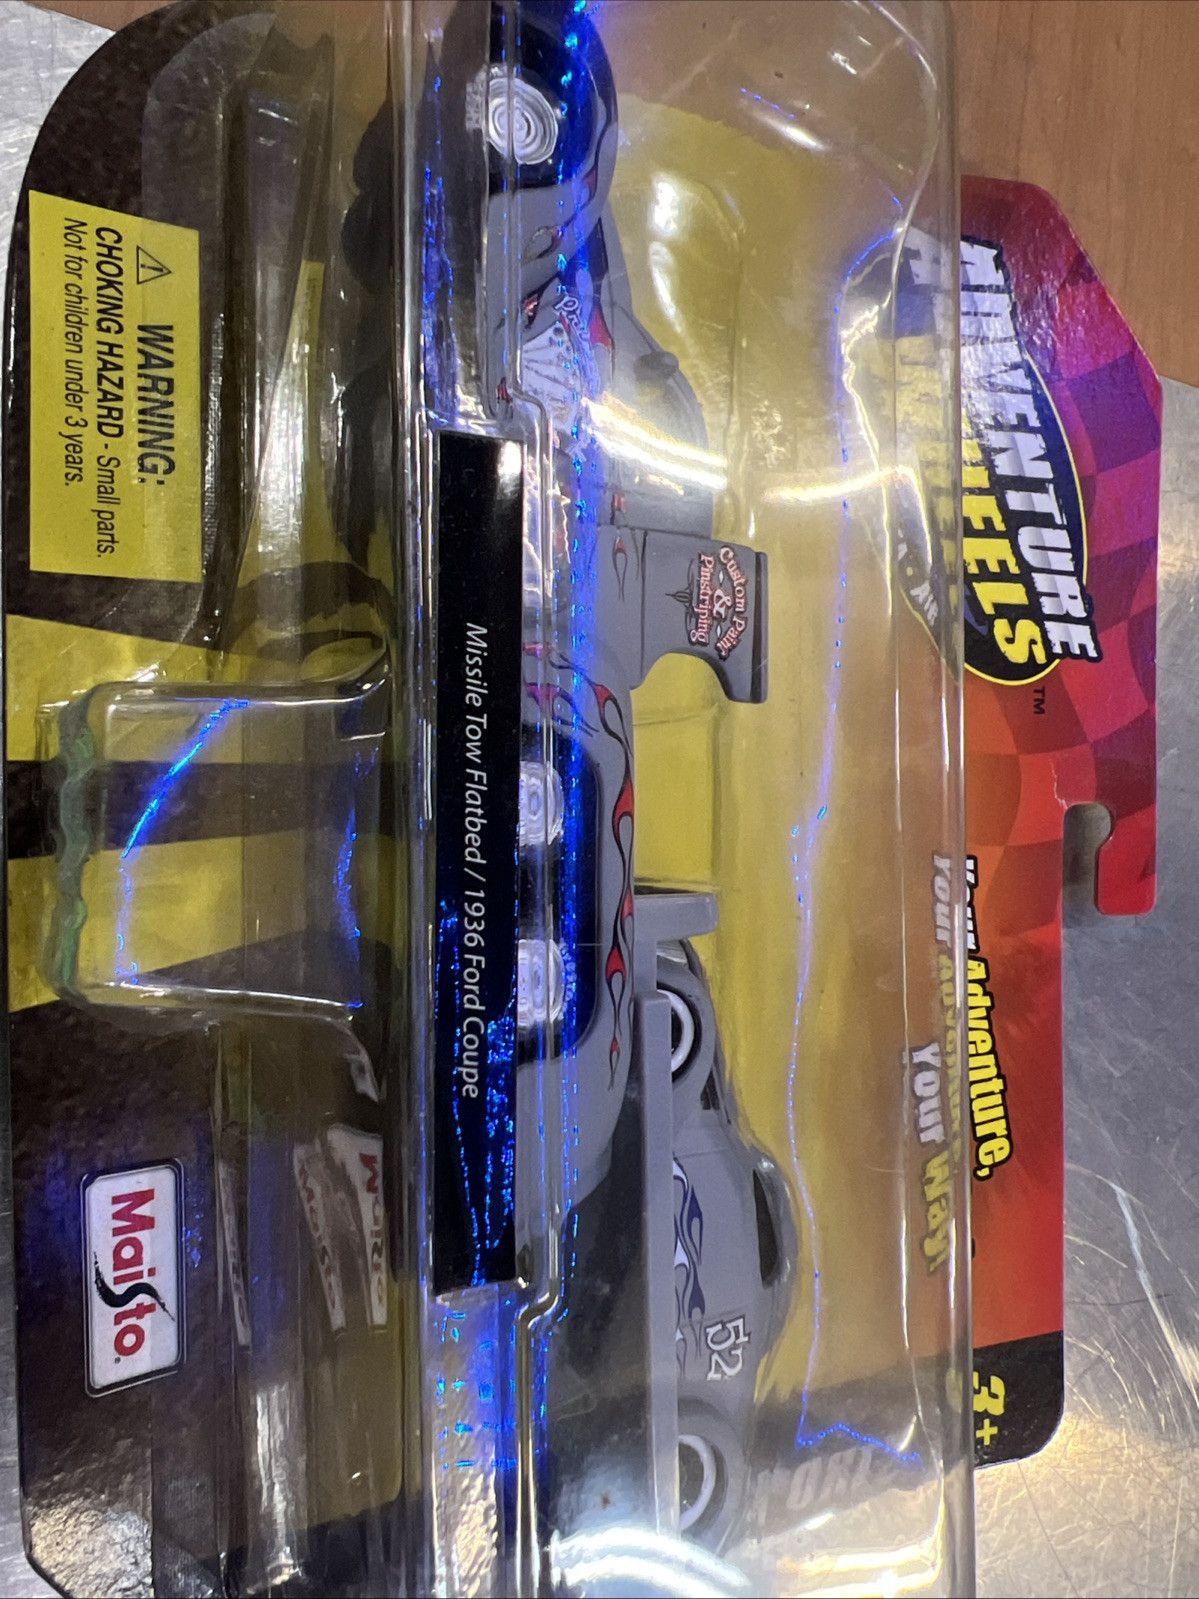 ADVENTURE
WHEELS™
Your Adventure,
Your Way.
3+
Custom Paint
&
Pinstriping
52
Missile Tow Flatbed / 1936 Ford Coupe
WARNING:
CHOKING HAZARD - Small parts.
Not for children under 3 years.
Maisto